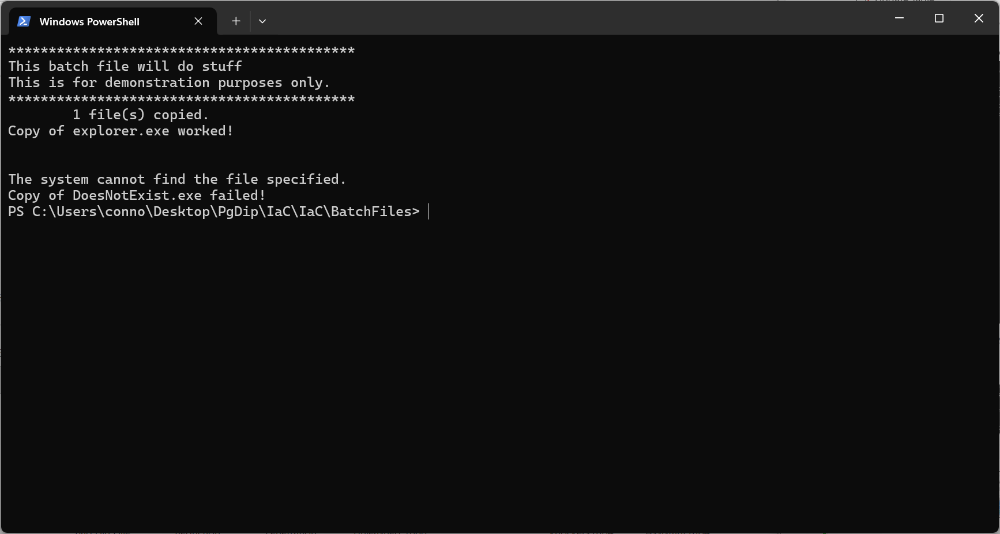 Windows PowerShell
*******************************************
This batch file will do stuff
This is for demonstration purposes only.
*******************************************
        1 file(s) copied.
Copy of explorer.exe worked!
The system cannot find the file specified.
Copy of DoesNotExist.exe failed!
PS C:\Users\conno\Desktop\PgDip\IaC\IaC\BatchFiles>